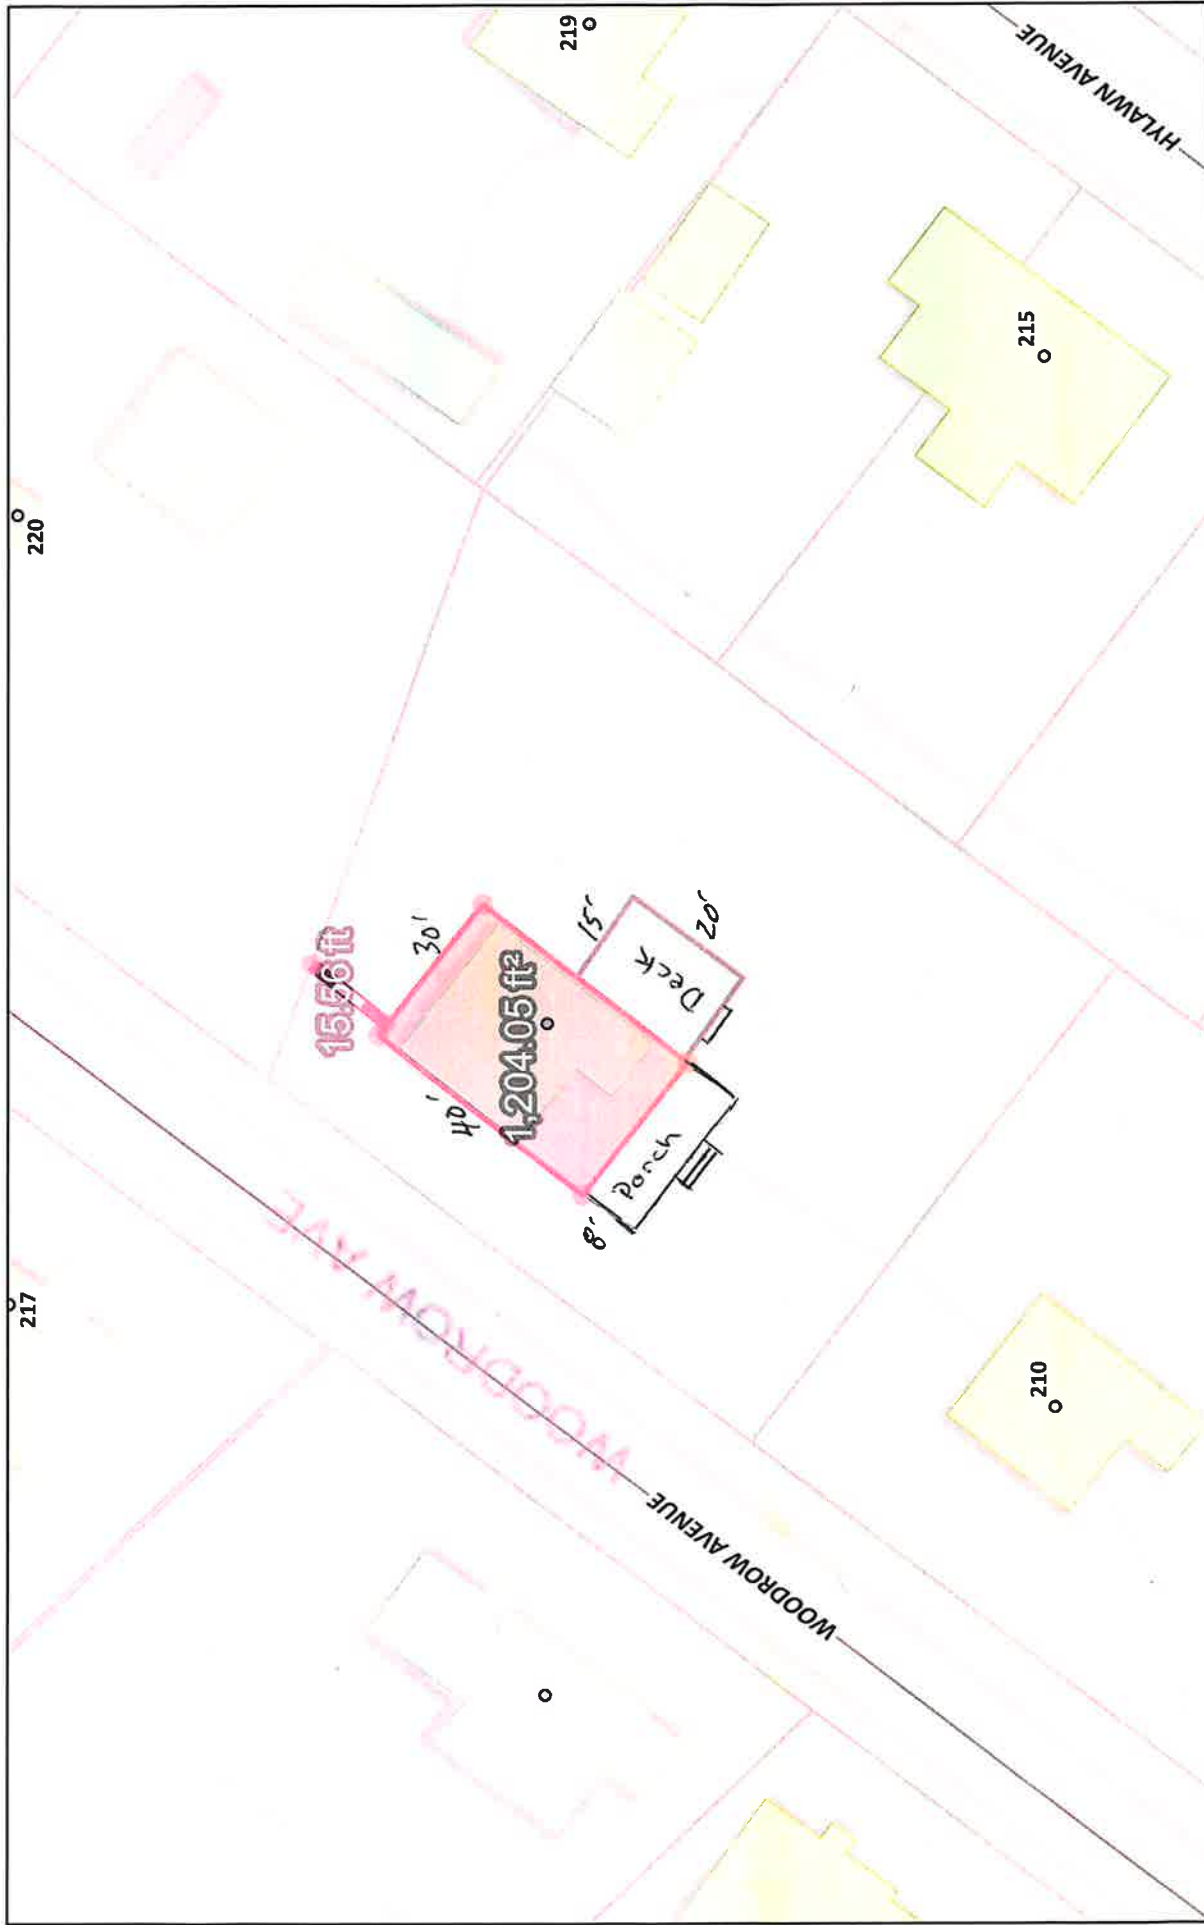 219
HYLAWN AVENUE
220
215
15.56 ft
30'
15'
20'
Deck
1,204.05 ft²
40'
Porch
8'
WOODROW AVE
217
210
WOODROW AVENUE